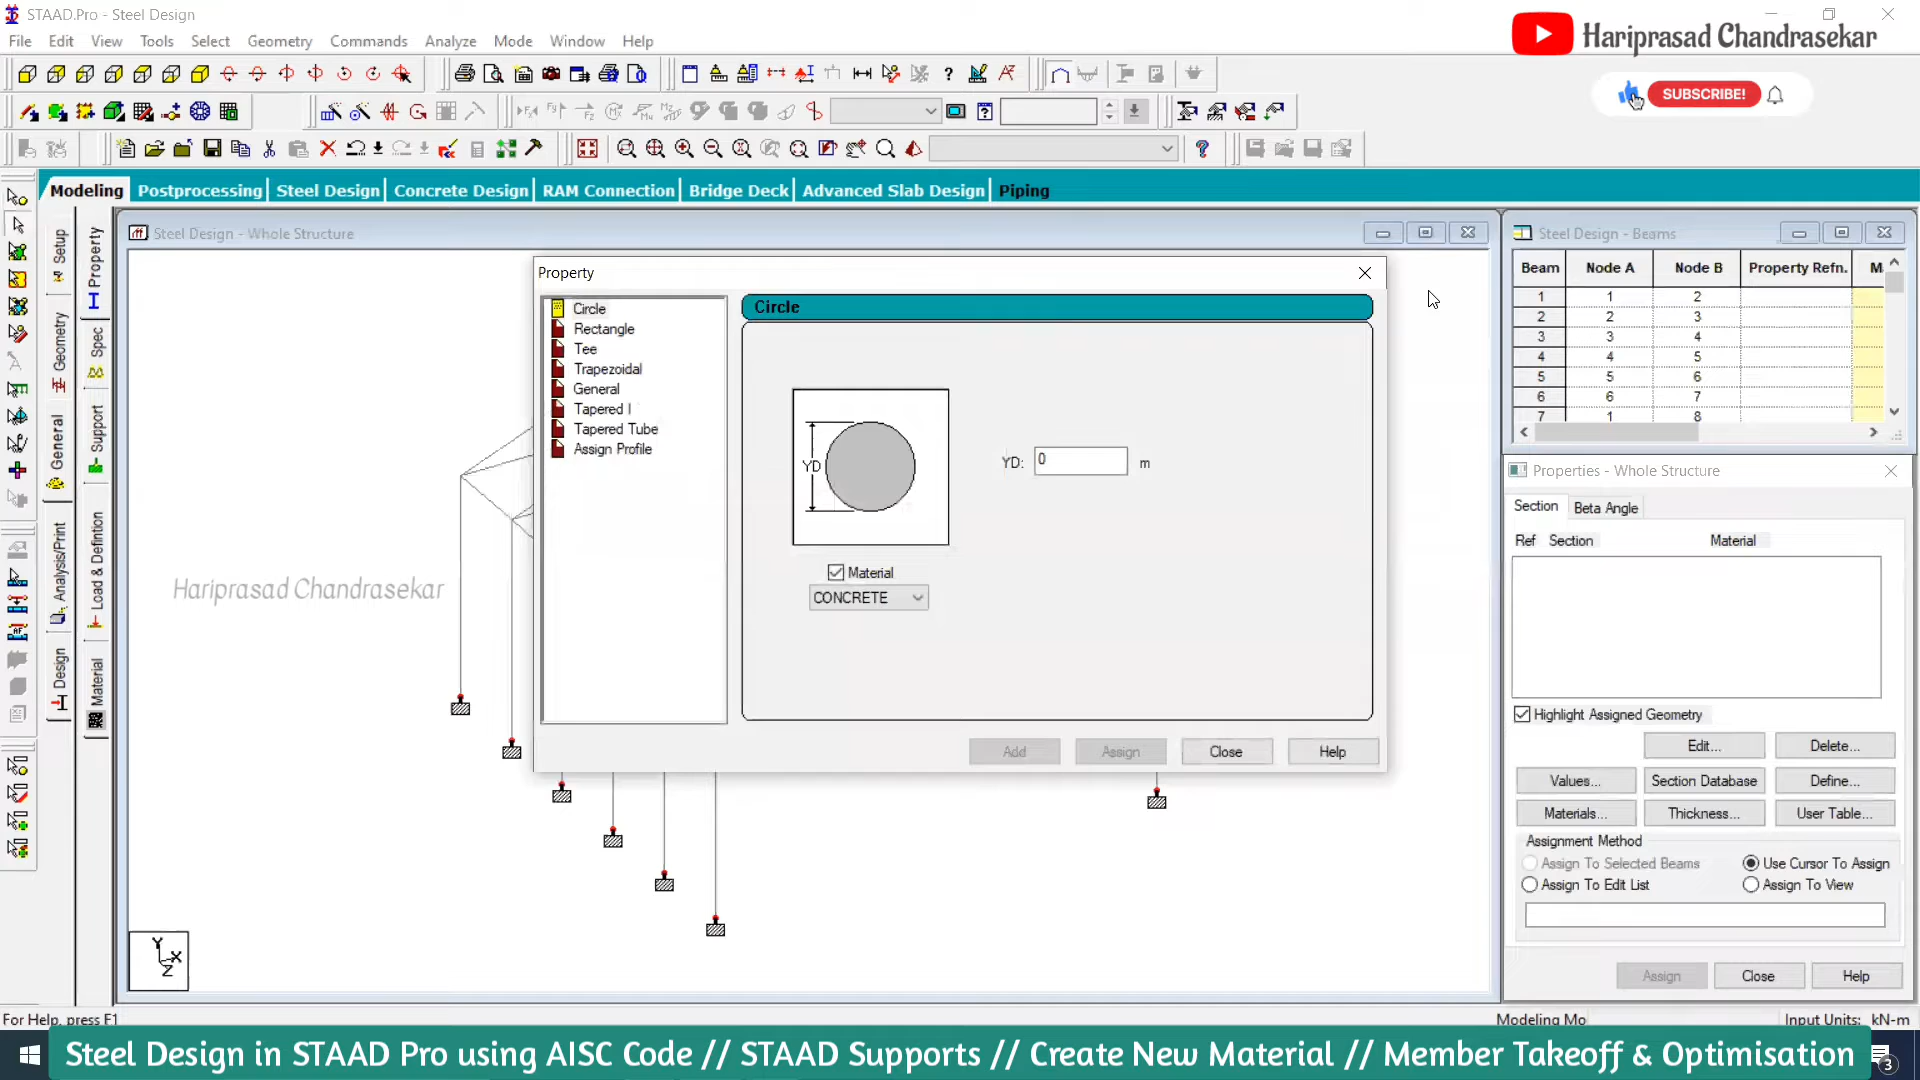 STAAD.Pro - Steel Design
File Edit View Tools Select Geometry Commands Analyze Mode Window Help
Hariprasad Chandrasekar
SUBSCRIBE!
Modeling Postprocessing Steel Design Concrete Design RAM Connection Bridge Deck Advanced Slab Design Piping
Setup
Geometry
General
Analysis/Print
Design
Property
Spec
Support
Load & Definition
Material
Steel Design - Whole Structure
Hariprasad Chandrasekar
Property
Circle
Rectangle
Tee
Trapezoidal
General
Tapered I
Tapered Tube
Assign Profile
Circle
YD
YD: 0 m
Material
CONCRETE
Add Assign Close Help
Y
X
Z
Steel Design - Beams
Beam Node A Node B Property Refn. M
1 1 2
2 2 3
3 3 4
4 4 5
5 5 6
6 6 7
7 1 8
Properties - Whole Structure
Section Beta Angle
Ref Section Material
Highlight Assigned Geometry
Edit... Delete...
Values... Section Database Define...
Materials... Thickness... User Table...
Assignment Method
Assign To Selected Beams Use Cursor To Assign
Assign To Edit List Assign To View
Assign Close Help
For Help, press F1
Modeling Mo Input Units: kN-m
Steel Design in STAAD Pro using AISC Code // STAAD Supports // Create New Material // Member Takeoff & Optimisation
3